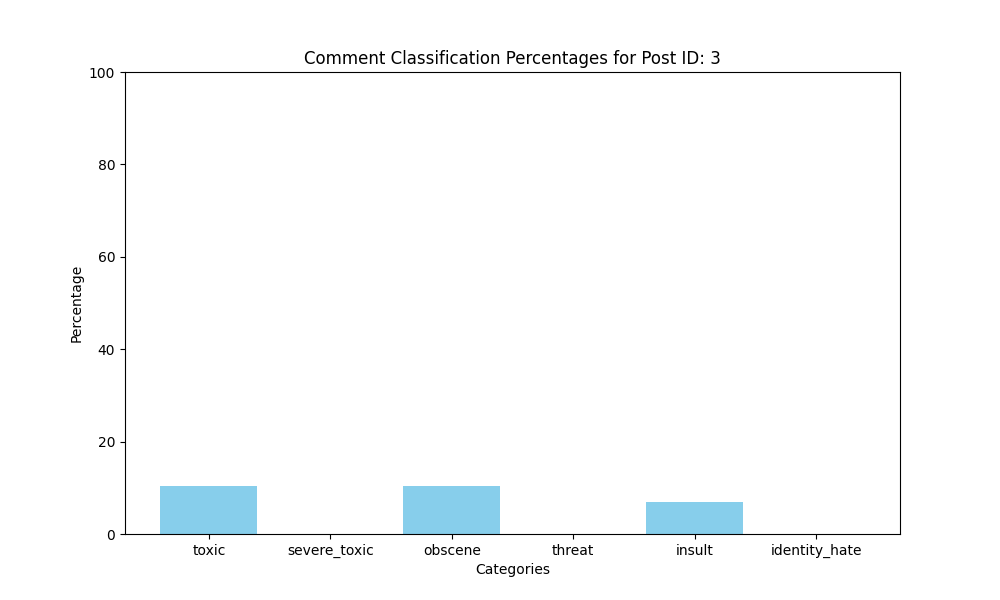 Comment Classification Percentages for Post ID: 3
100
80
60
40
20
0
Percentage
toxic severe_toxic obscene threat insult identity_hate
Categories